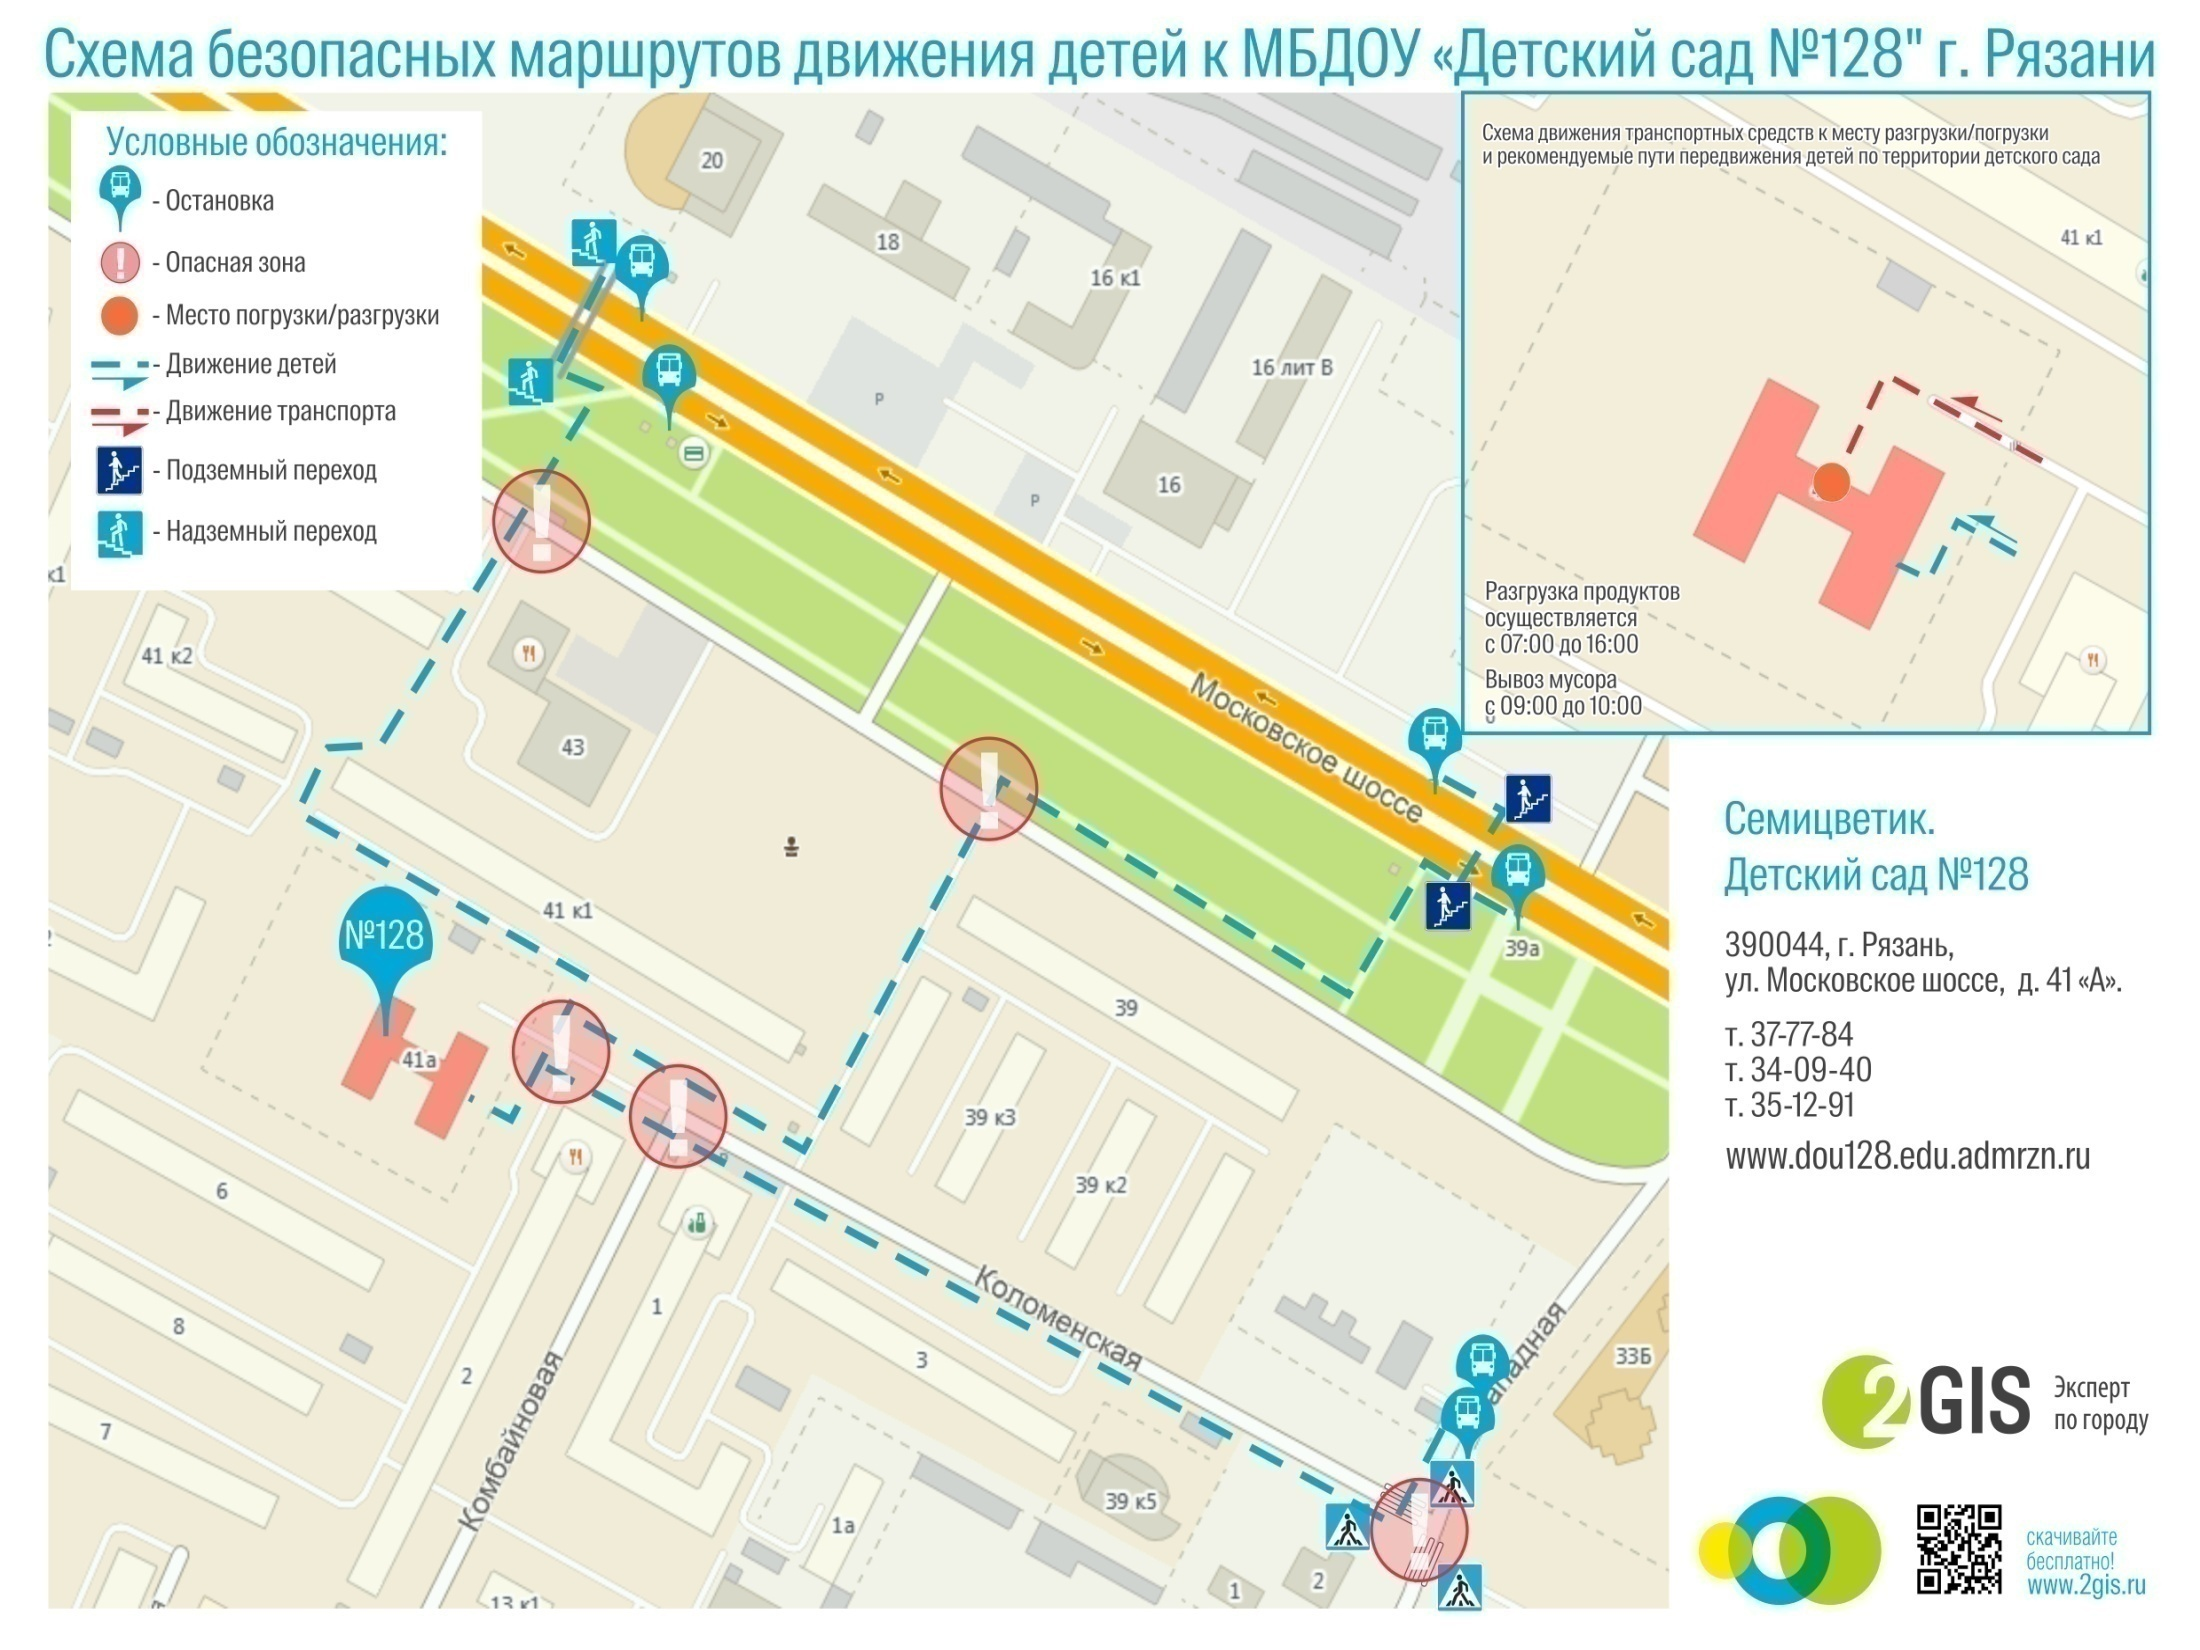 Схема безопасных маршрутов движения детей к МБДОУ «Детский сад №128" г. Рязани
Условные обозначения:
- Остановка
- Опасная зона
- Место погрузки/разгрузки
- Движение детей
- Движение транспорта
- Подземный переход
- Надземный переход
Схема движения транспортных средств к месту разгрузки/погрузки
и рекомендуемые пути передвижения детей по территории детского сада
41 к1
Разгрузка продуктов
осуществляется
с 07:00 до 16:00
Вывоз мусора
с 09:00 до 10:00
20
18
16 к1
16 лит В
P
P
16
Московское шоссе
к1
41 к2
43
41 к1
№128
41а
39а
39
39 к3
39 к2
6
8
7
2
1
3
Коломенская
Комбайновая
ападная
33Б
39 к5
1а
13 к1
1
2
Семицветик.
Детский сад №128
390044, г. Рязань,
ул. Московское шоссе, д. 41 «А».
т. 37-77-84
т. 34-09-40
т. 35-12-91
www.dou128.edu.admrzn.ru
2GIS
Эксперт
по городу
скачивайте
бесплатно!
www.2gis.ru